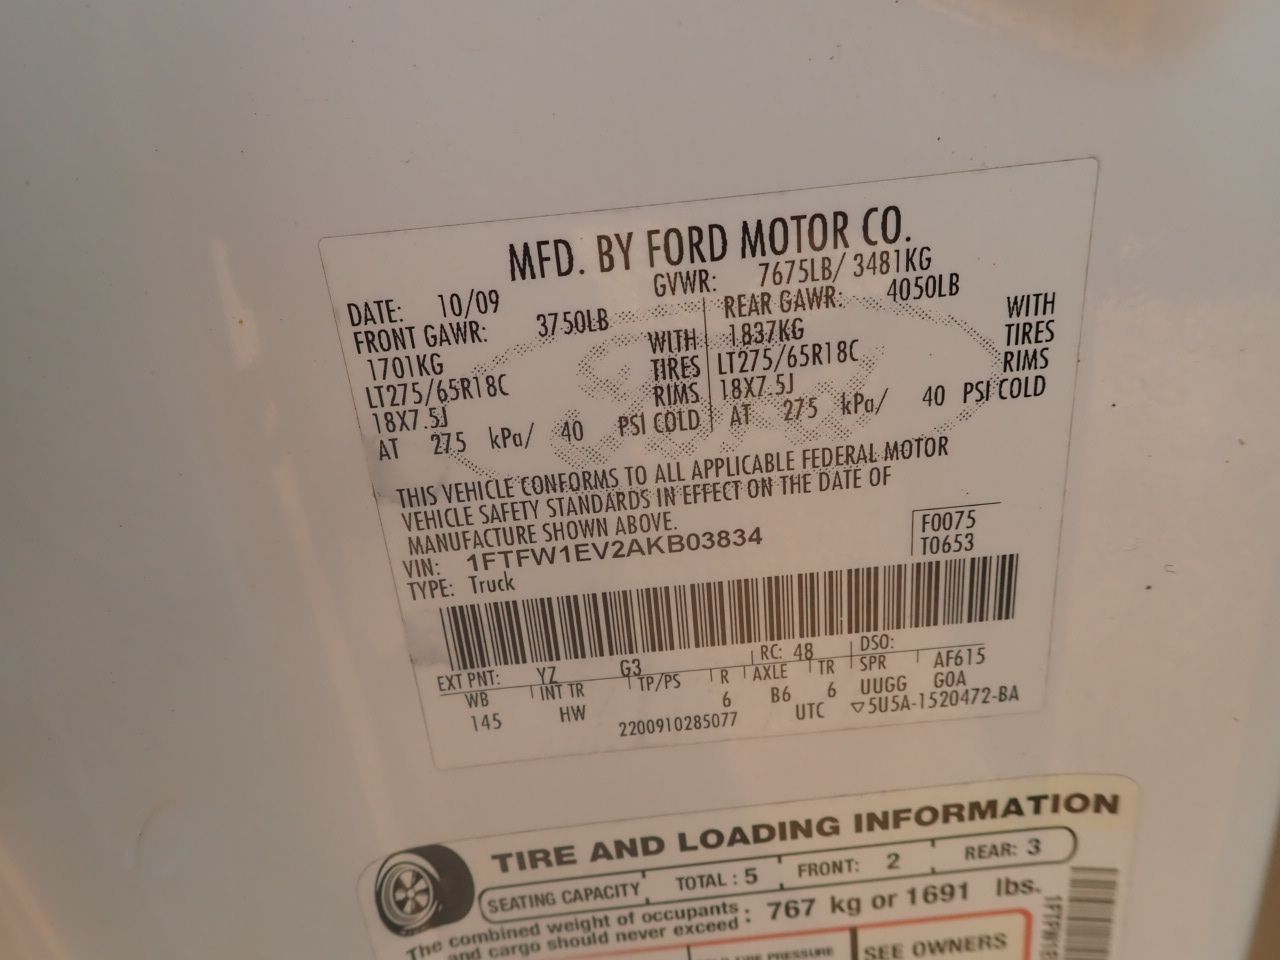 MFD. BY FORD MOTOR CO.
DATE: 10/09 GVWR: 7675LB/ 3481KG
FRONT GAWR: 3750LB REAR GAWR: 4050LB
1701KG WITH 1837KG WITH
LT275/65R18C TIRES LT275/65R18C TIRES
18X7.5J RIMS 18X7.5J RIMS
AT 275 kPa/ 40 PSI COLD AT 275 kPa/ 40 PSI COLD
THIS VEHICLE CONFORMS TO ALL APPLICABLE FEDERAL MOTOR
VEHICLE SAFETY STANDARDS IN EFFECT ON THE DATE OF
MANUFACTURE SHOWN ABOVE.
VIN: 1FTFW1EV2AKB03834 F0075
TYPE: Truck T0653
EXT PNT: YZ G3 RC: 48 DSO:
WB INT TR TP/PS R AXLE TR SPR AF615
145 HW 6 B6 6 UUGG GOA
2200910285077 UTC ▽5U5A-1520472-BA
TIRE AND LOADING INFORMATION
SEATING CAPACITY TOTAL : 5 FRONT: 2 REAR: 3
The combined weight of occupants : 767 kg or 1691 lbs.
and cargo should never exceed :
PRESSURE SEE OWNERS